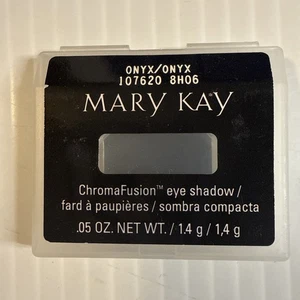 ONYX/ONYX
107620 8H06
MARY KAY
ChromaFusion™ eye shadow /
fard à paupières / sombra compacta
.05 OZ. NET WT. / 1.4 g / 1,4 g